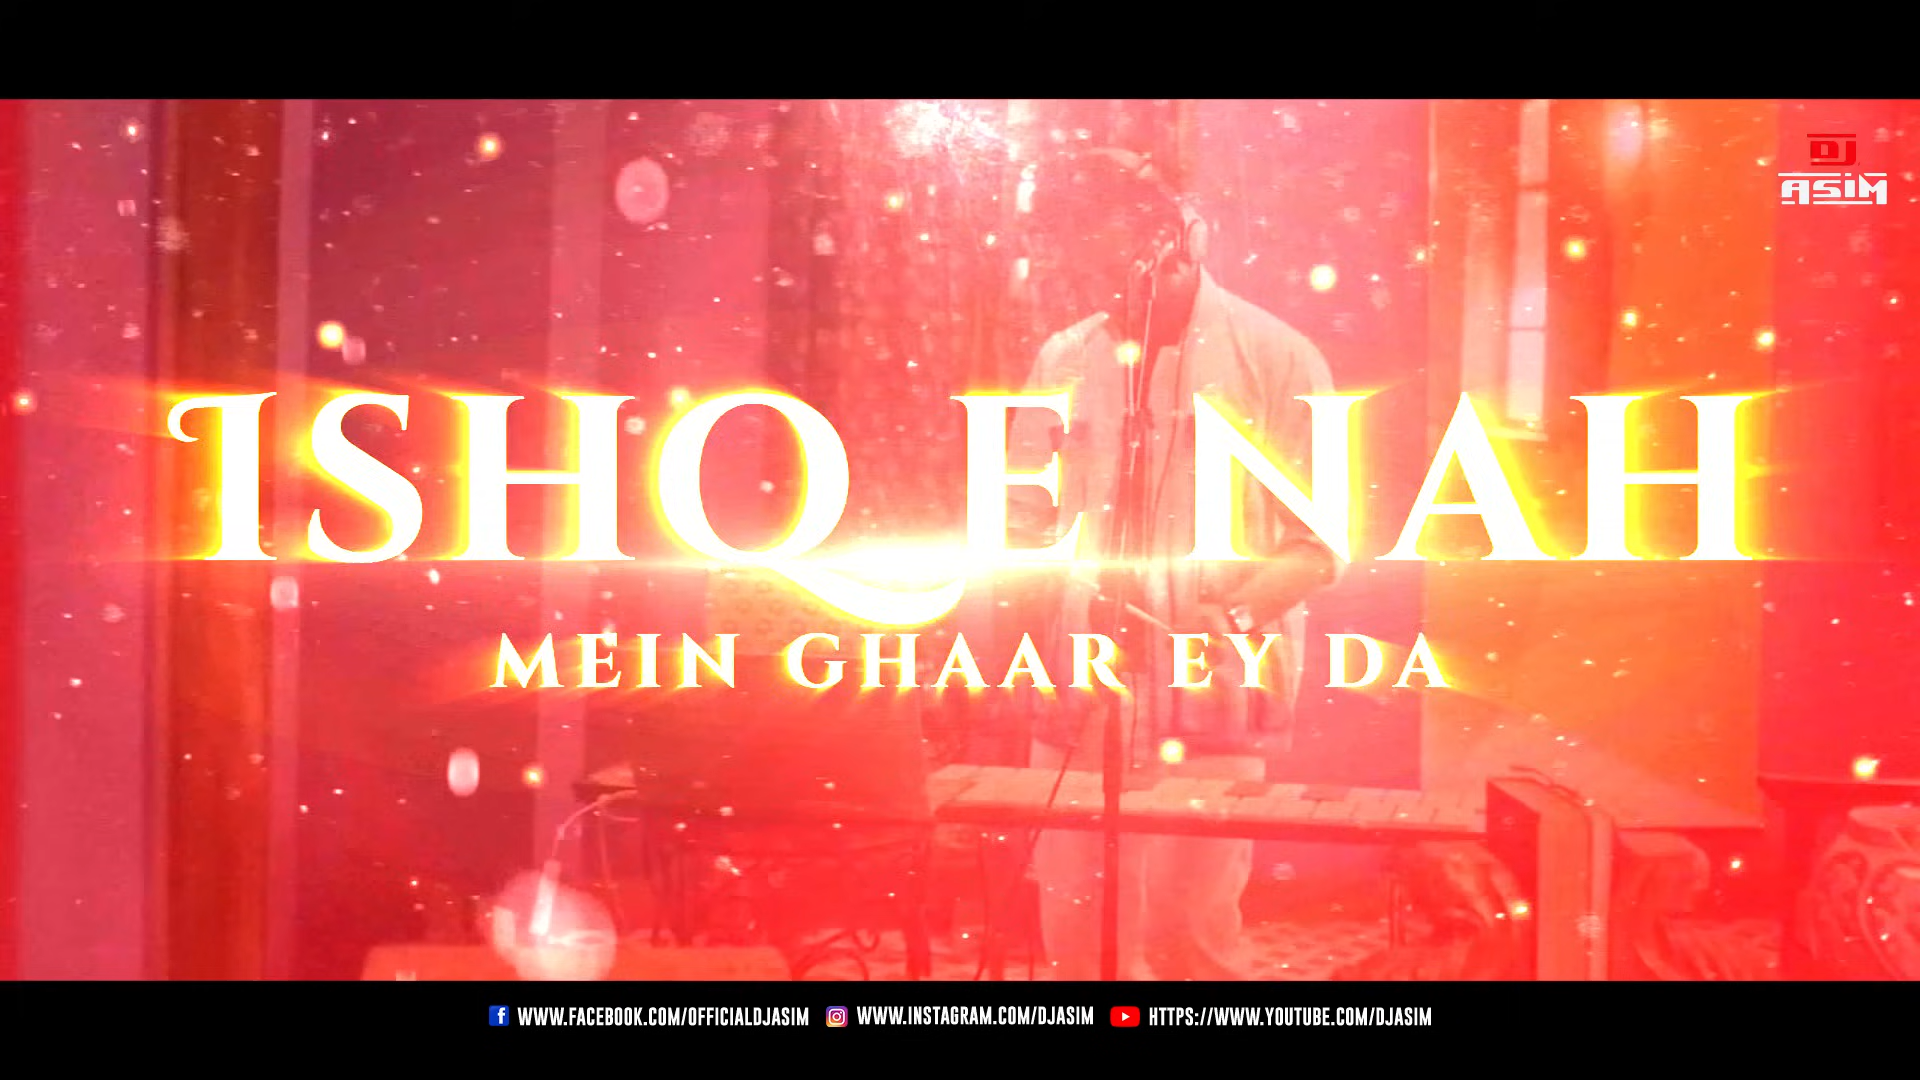 DJ
ASIM
ISHQ E NAH
MEIN GHAAR EY DA
WWW.FACEBOOK.COM/OFFICIALDJASIM WWW.INSTAGRAM.COM/DJASIM HTTPS://WWW.YOUTUBE.COM/DJASIM